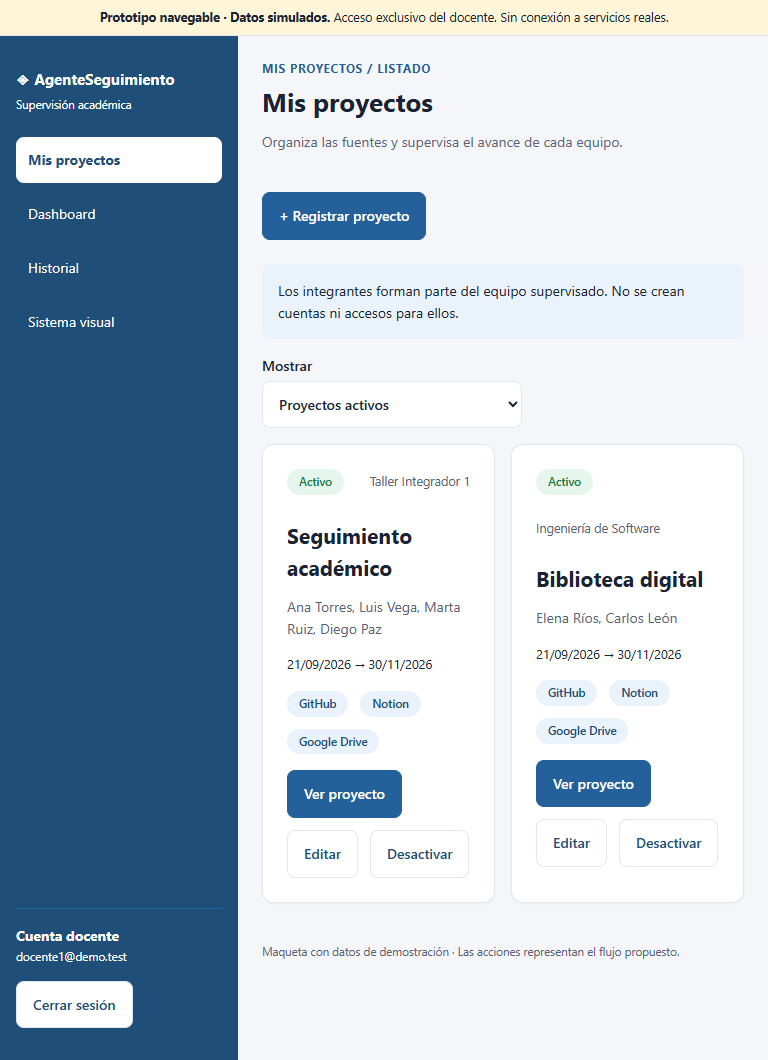 Prototipo navegable · Datos simulados. Acceso exclusivo del docente. Sin conexión a servicios reales.
◈ AgenteSeguimiento
Supervisión académica
Mis proyectos
Dashboard
Historial
Sistema visual
Cuenta docente
docente1@demo.test
Cerrar sesión
MIS PROYECTOS / LISTADO
Mis proyectos
Organiza las fuentes y supervisa el avance de cada equipo.
+ Registrar proyecto
Los integrantes forman parte del equipo supervisado. No se crean
cuentas ni accesos para ellos.
Mostrar
Proyectos activos
Activo
Taller Integrador 1
Seguimiento
académico
Ana Torres, Luis Vega, Marta
Ruiz, Diego Paz
21/09/2026 → 30/11/2026
GitHub
Notion
Google Drive
Ver proyecto
Editar
Desactivar
Activo
Ingeniería de Software
Biblioteca digital
Elena Ríos, Carlos León
21/09/2026 → 30/11/2026
GitHub
Notion
Google Drive
Ver proyecto
Editar
Desactivar
Maqueta con datos de demostración · Las acciones representan el flujo propuesto.